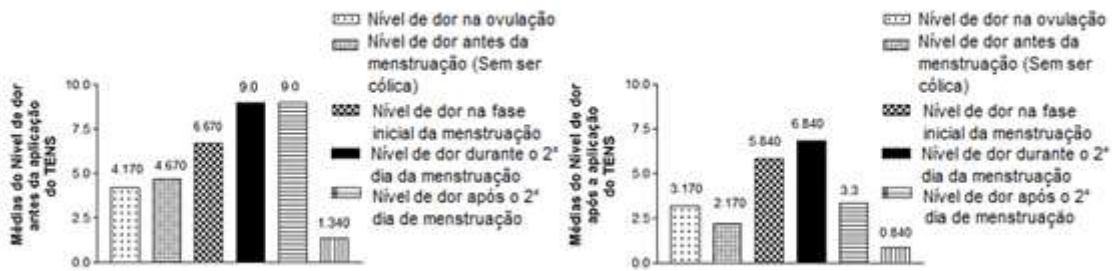 Nível de dor na ovulação
Nível de dor antes da
menstruação (Sem ser
cólica)
Nível de dor na fase
inicial da menstruação
Nível de dor durante o 2ª
dia da menstruação
Nível de dor após o 2ª
dia de menstruação
Médias do Nível de dor
antes da aplicação
do TENS
10.0
7.5
5.0
2.5
0.0
4.170
4.670
6.670
9.0
9.0
1.340
Nível de dor na ovulação
Nível de dor antes da
menstruação (Sem ser
cólica)
Nível de dor na fase
inicial da menstruação
Nível de dor durante o 2ª
dia da menstruação
Nível de dor após o 2ª
dia de menstruação
Médias do Nível de dor
após a aplicação
do TENS
10.0
7.5
5.0
2.5
0.0
3.170
2.170
5.840
6.840
3.3
0.840